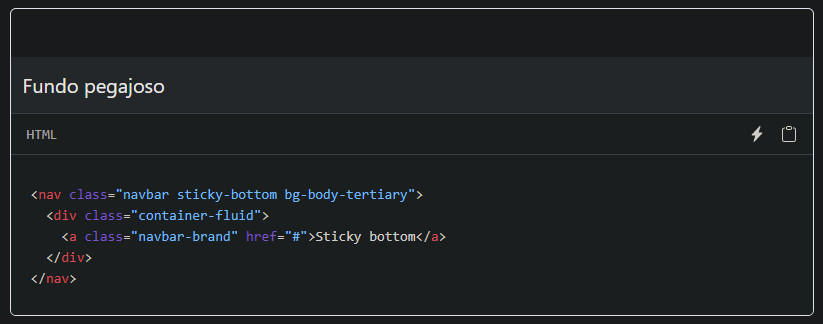 Fundo pegajoso
HTML
<nav class="navbar sticky-bottom bg-body-tertiary">
  <div class="container-fluid">
    <a class="navbar-brand" href="#">Sticky bottom</a>
  </div>
</nav>